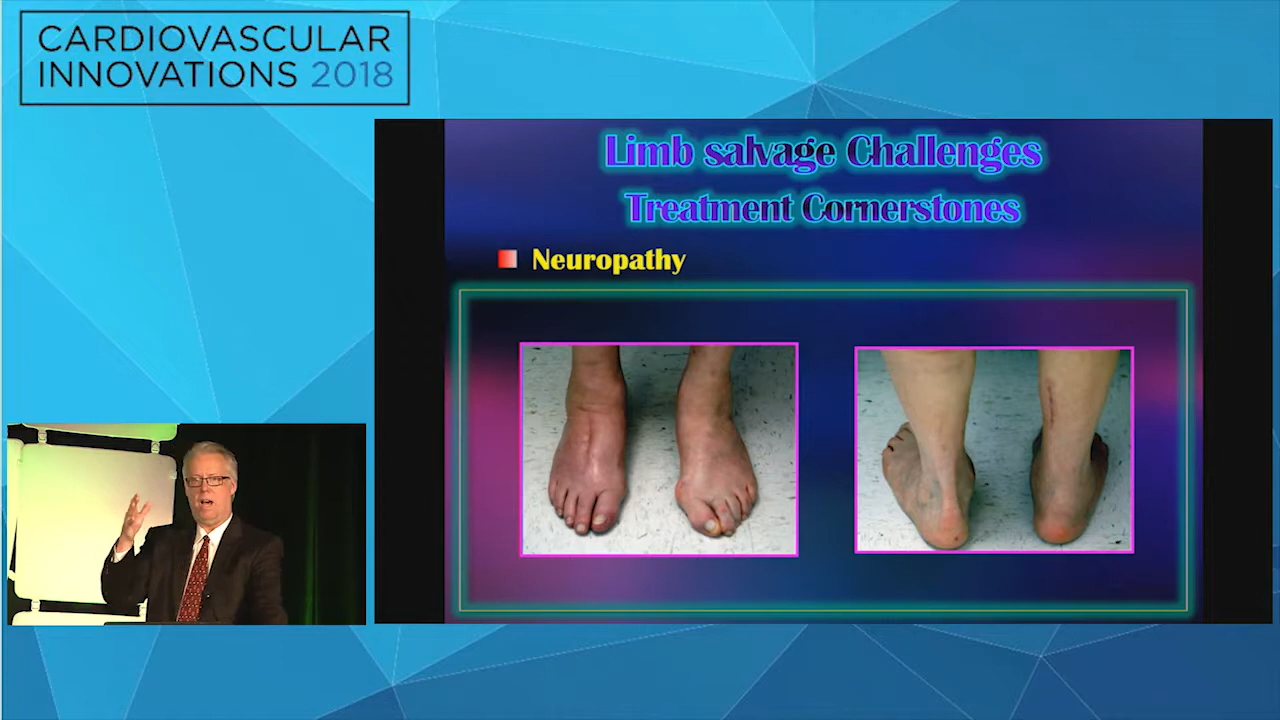 CARDIOVASCULAR
INNOVATIONS 2018
Limb salvage Challenges
Treatment Cornerstones
Neuropathy